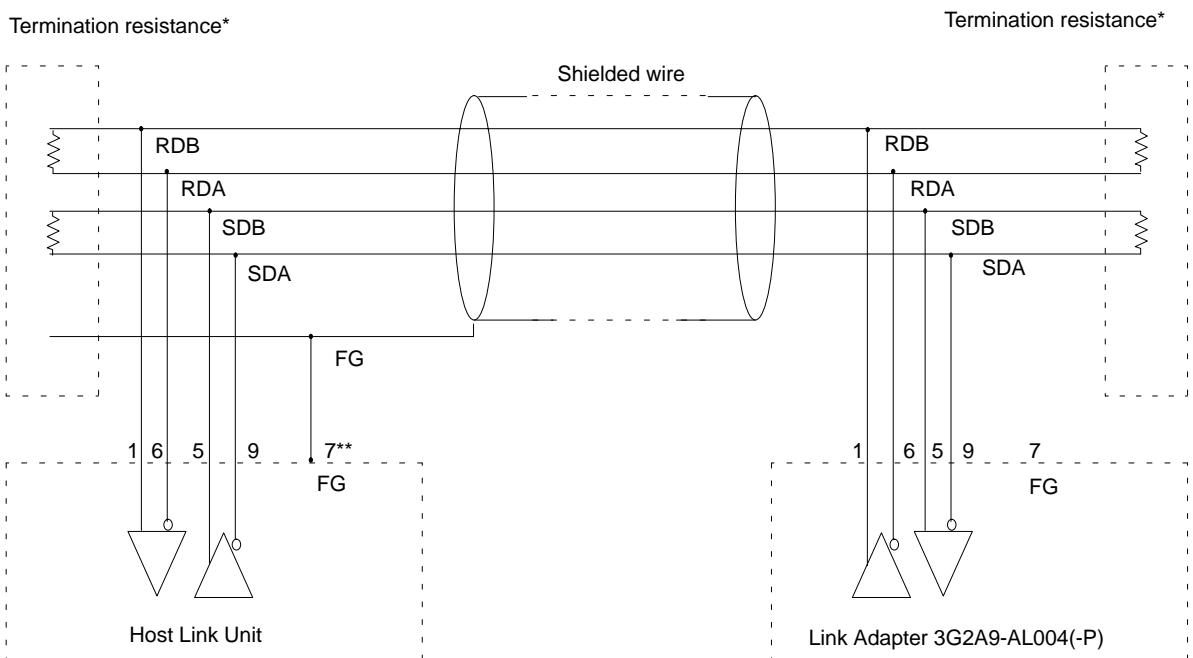 Termination resistance*
Termination resistance*
Shielded wire
RDB
RDB
RDA
RDA
SDB
SDB
SDA
SDA
FG
1 6 5 9 7**
1 6 5 9 7
FG
FG
Host Link Unit
Link Adapter 3G2A9-AL004(-P)